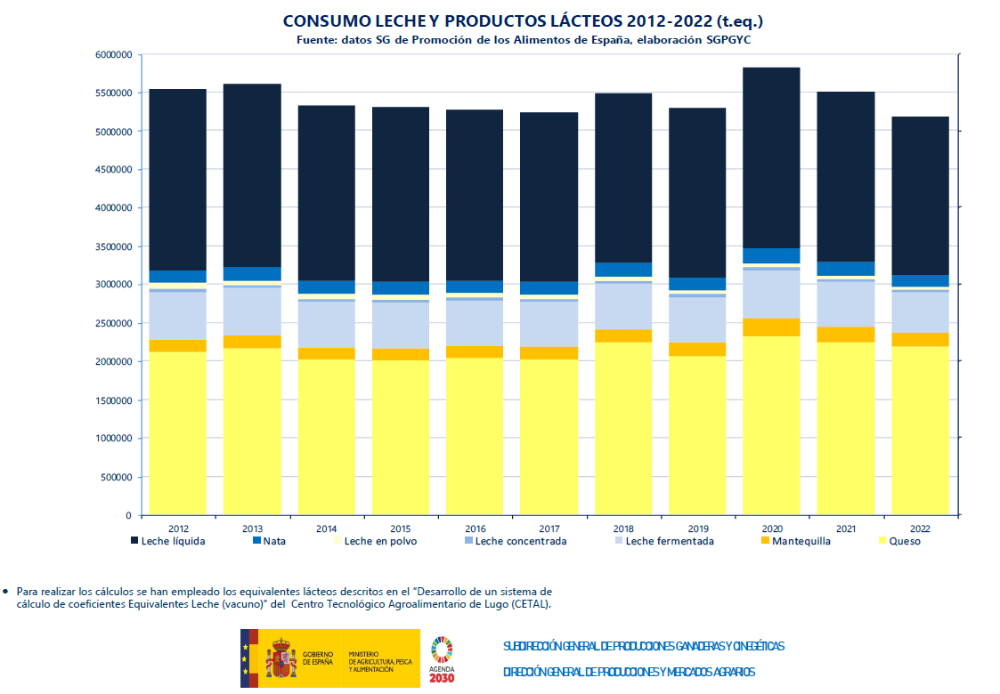 CONSUMO LECHE Y PRODUCTOS LÁCTEOS 2012-2022 (t.eq.)
Fuente: datos SG de Promoción de los Alimentos de España, elaboración SGPGYC
6000000
5500000
5000000
4500000
4000000
3500000
3000000
2500000
2000000
1500000
1000000
500000
0
2012 2013 2014 2015 2016 2017 2018 2019 2020 2021 2022
Leche líquida Nata Leche en polvo Leche concentrada Leche fermentada Mantequilla Queso
• Para realizar los cálculos se han empleado los equivalentes lácteos descritos en el “Desarrollo de un sistema de
cálculo de coeficientes Equivalentes Leche (vacuno)” del Centro Tecnológico Agroalimentario de Lugo (CETAL).
GOBIERNO
DE ESPAÑA
MINISTERIO
DE AGRICULTURA, PESCA
Y ALIMENTACIÓN
AGENDA
2030
SUBDIRECCIÓN GENERAL DE PRODUCCIONES GANADERAS Y CINEGÉTICAS
DIRECCIÓN GENERAL DE PRODUCCIONES Y MERCADOS AGRARIOS